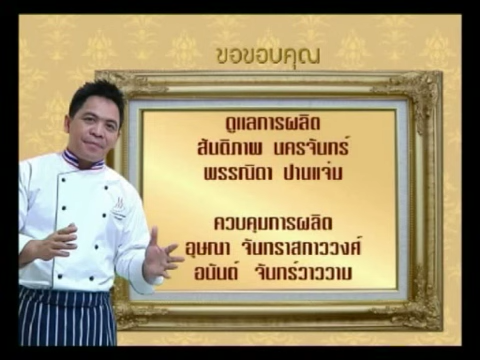 ขอขอบคุณ
ดูแลการผลิต
สันติภาพ นครจันทร์
พรรณิดา ปานแจ่ม
ควบคุมการผลิต
อุษณา จันทราสกาววงศ์
อนันต์ จันทร์วาววาม